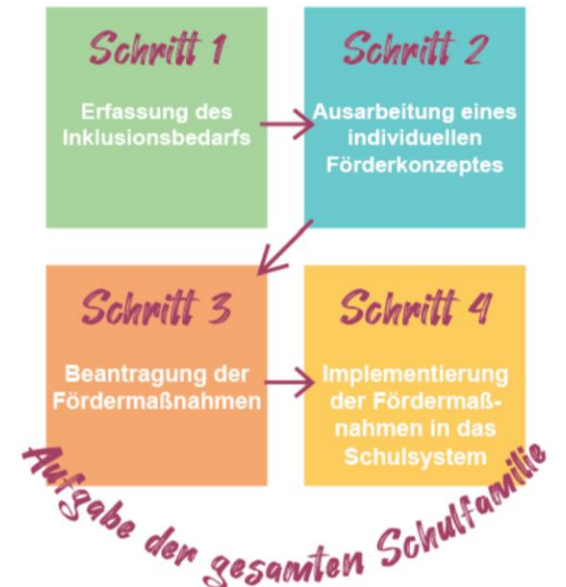 Schritt 1
Erfassung des
Inklusionsbedarfs
Schritt 2
Ausarbeitung eines
individuellen
Förderkonzeptes
Schritt 3
Beantragung der
Fördermaßnahmen
Schritt 4
Implementierung
der Fördermaß-
nahmen in das
Schulsystem
Aufgabe der gesamten Schulfamilie